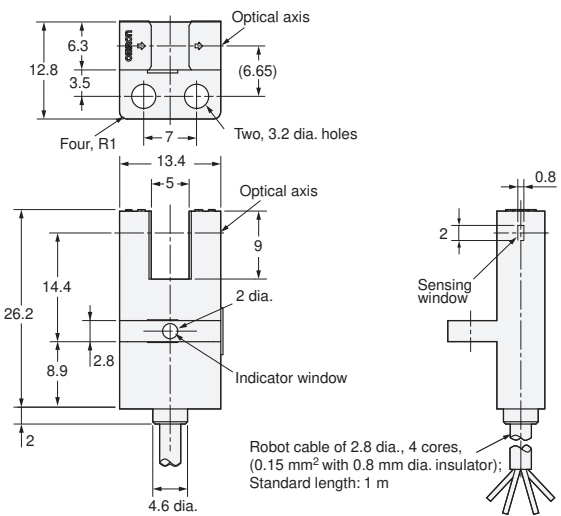 Optical axis
OMRON
6.3
12.8
3.5
(6.65)
7
Four, R1
Two, 3.2 dia. holes
13.4
5
Optical axis
9
0.8
2
Sensing
window
14.4
26.2
2 dia.
2.8
8.9
Indicator window
2
4.6 dia.
Robot cable of 2.8 dia., 4 cores,
(0.15 mm² with 0.8 mm dia. insulator);
Standard length: 1 m